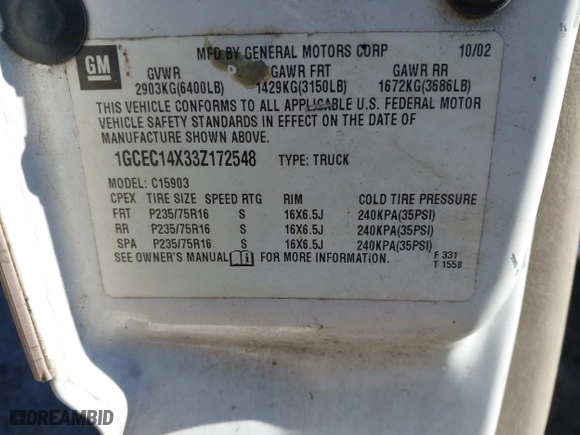 GM
MFD BY GENERAL MOTORS CORP 10/02
GVWR GAWR FRT GAWR RR
2903KG(6400LB) 1429KG(3150LB) 1672KG(3686LB)
THIS VEHICLE CONFORMS TO ALL APPLICABLE U.S. FEDERAL MOTOR
VEHICLE SAFETY STANDARDS IN EFFECT ON THE DATE OF
MANUFACTURE SHOWN ABOVE.
1GCEC14X33Z172548 TYPE: TRUCK
MODEL: C15903
CPEX TIRE SIZE SPEED RTG RIM COLD TIRE PRESSURE
FRT P235/75R16 S 16X6.5J 240KPA(35PSI)
RR P235/75R16 S 16X6.5J 240KPA(35PSI)
SPA P235/75R16 S 16X6.5J 240KPA(35PSI)
SEE OWNER'S MANUAL FOR MORE INFORMATION. F 331
T 1558
DREAMBID